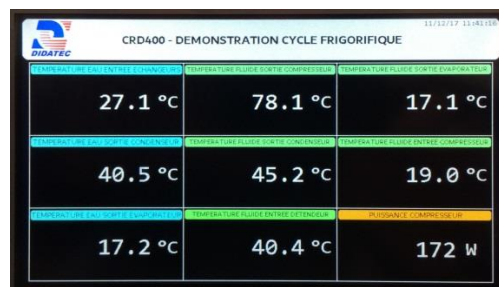 11/12/17 11:41:10
DIDATEC
CRD400 - DEMONSTRATION CYCLE FRIGORIFIQUE
TEMPERATURE EAU ENTREE ECHANGEURS TEMPERATURE FLUIDE SORTIE COMPRESSEUR TEMPERATURE FLUIDE SORTIE EVAPORATEUR
27.1 °C 78.1 °C 17.1 °C
TEMPERATURE EAU SORTIE CONDENSEUR TEMPERATURE FLUIDE SORTIE CONDENSEUR TEMPERATURE FLUIDE ENTREE COMPRESSEUR
40.5 °C 45.2 °C 19.0 °C
TEMPERATURE EAU SORTIE EVAPORATEUR TEMPERATURE FLUIDE ENTREE DETENDEUR PUISSANCE COMPRESSEUR
17.2 °C 40.4 °C 172 W